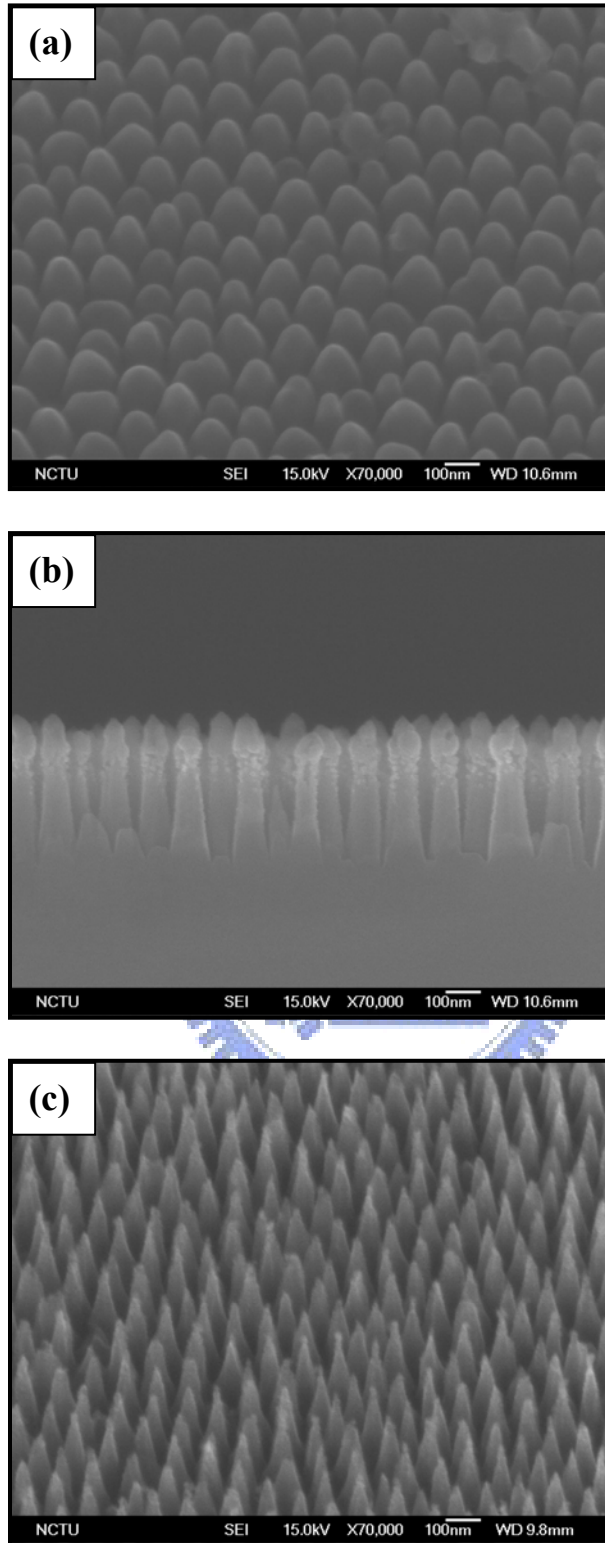 (a)
NCTU SEI 15.0kV X70,000 100nm WD 10.6mm
(b)
NCTU SEI 15.0kV X70,000 100nm WD 10.6mm
(c)
NCTU SEI 15.0kV X70,000 100nm WD 9.8mm